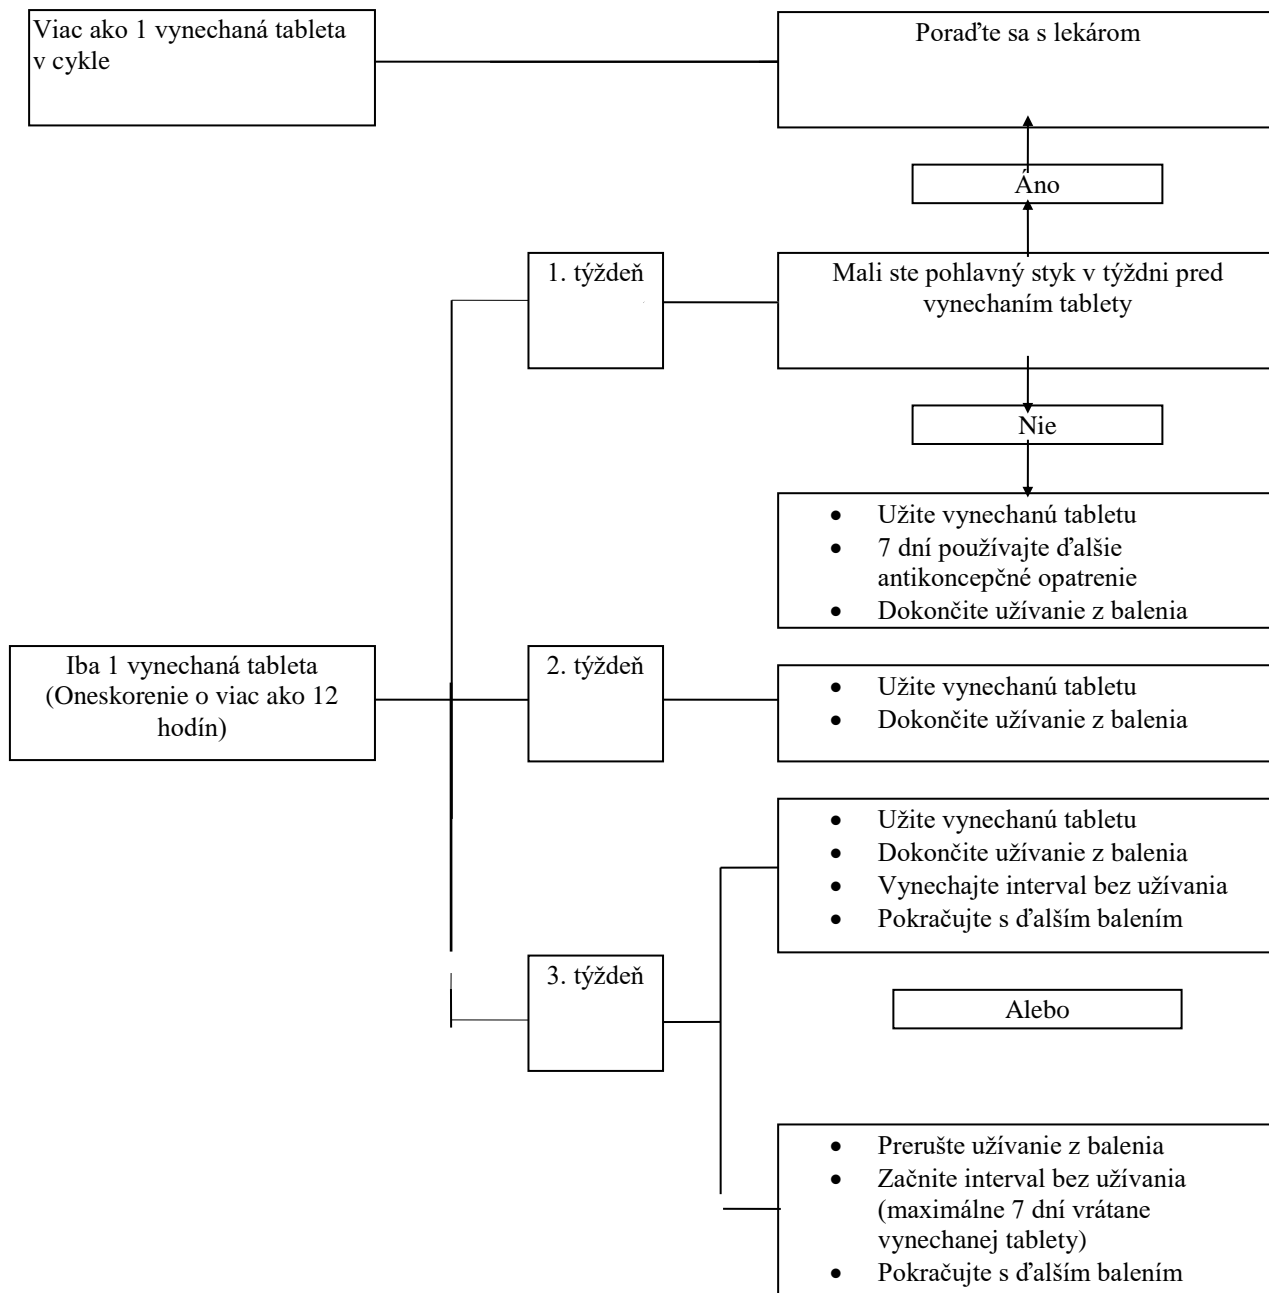 Viac ako 1 vynechaná tableta
v cykle
Poraďte sa s lekárom
Áno
1. týždeň
Mali ste pohlavný styk v týždni pred
vynechaním tablety
Nie
• Užite vynechanú tabletu
• 7 dní používajte ďalšie
antikoncepčné opatrenie
• Dokončite užívanie z balenia
Iba 1 vynechaná tableta
(Oneskorenie o viac ako 12
hodín)
2. týždeň
• Užite vynechanú tabletu
• Dokončite užívanie z balenia
• Užite vynechanú tabletu
• Dokončite užívanie z balenia
• Vynechajte interval bez užívania
• Pokračujte s ďalším balením
3. týždeň
Alebo
• Prerušte užívanie z balenia
• Začnite interval bez užívania
(maximálne 7 dní vrátane
vynechanej tablety)
• Pokračujte s ďalším balením